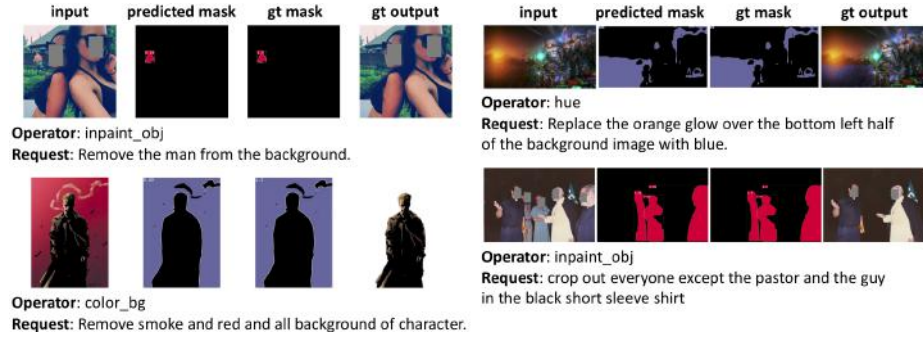 input predicted mask gt mask gt output
Operator: inpaint_obj
Request: Remove the man from the background.
Operator: color_bg
Request: Remove smoke and red and all background of character.
input predicted mask gt mask gt output
Operator: hue
Request: Replace the orange glow over the bottom left half
of the background image with blue.
Operator: inpaint_obj
Request: crop out everyone except the pastor and the guy
in the black short sleeve shirt